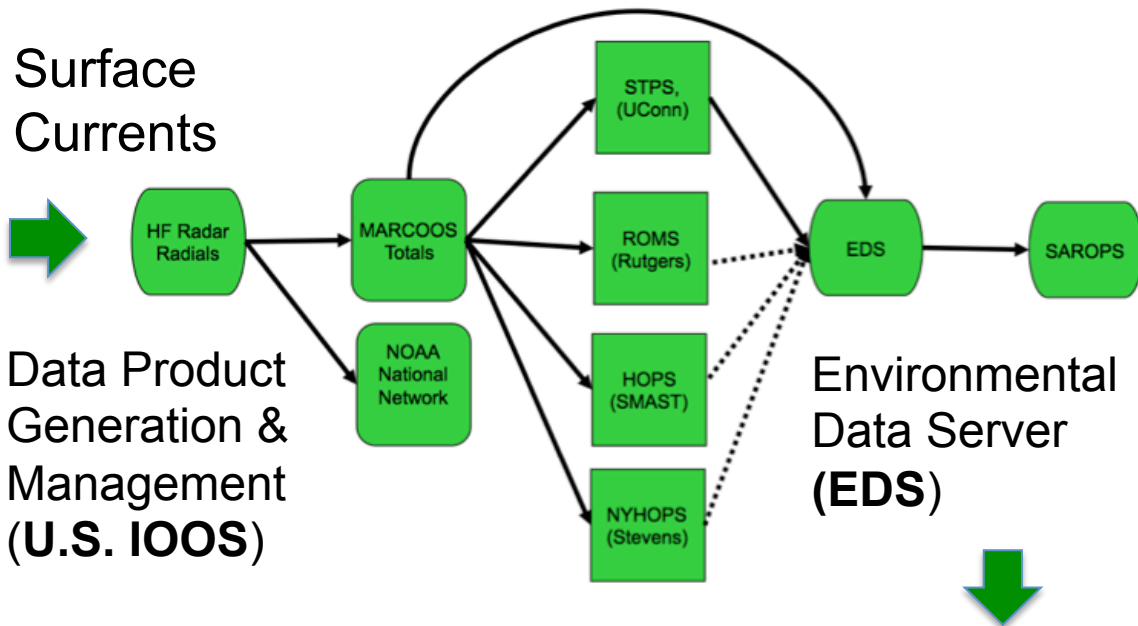 Surface
Currents
HF Radar
Radials
MARCOOS
Totals
NOAA
National
Network
STPS,
(UConn)
ROMS
(Rutgers)
HOPS
(SMAST)
NYHOPS
(Stevens)
EDS
SAROPS
Data Product
Generation &
Management
(U.S. IOOS)
Environmental
Data Server
(EDS)